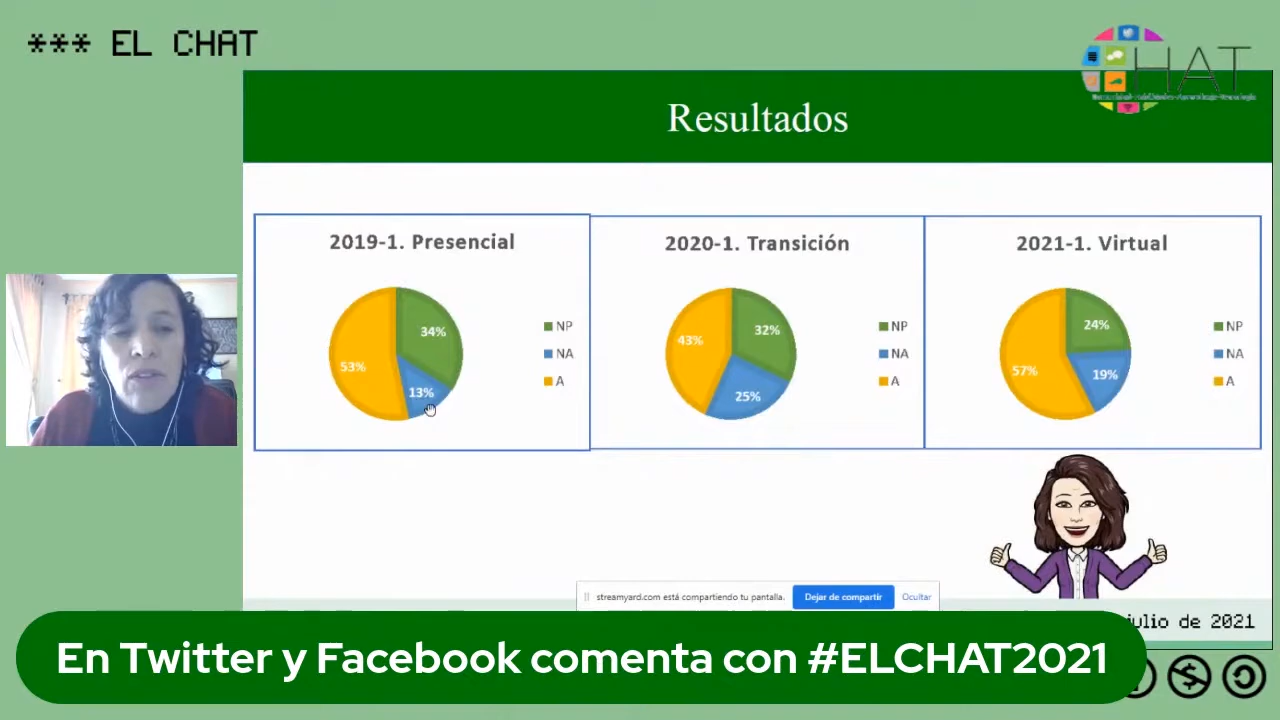 *** EL CHAT
HAT
Resultados
2019-1. Presencial
34%
53%
13%
NP
NA
A
2020-1. Transición
32%
43%
25%
NP
NA
A
2021-1. Virtual
24%
57%
19%
NP
NA
A
streamyard.com está compartiendo tu pantalla.
Dejar de compartir
Ocultar
julio de 2021
En Twitter y Facebook comenta con #ELCHAT2021